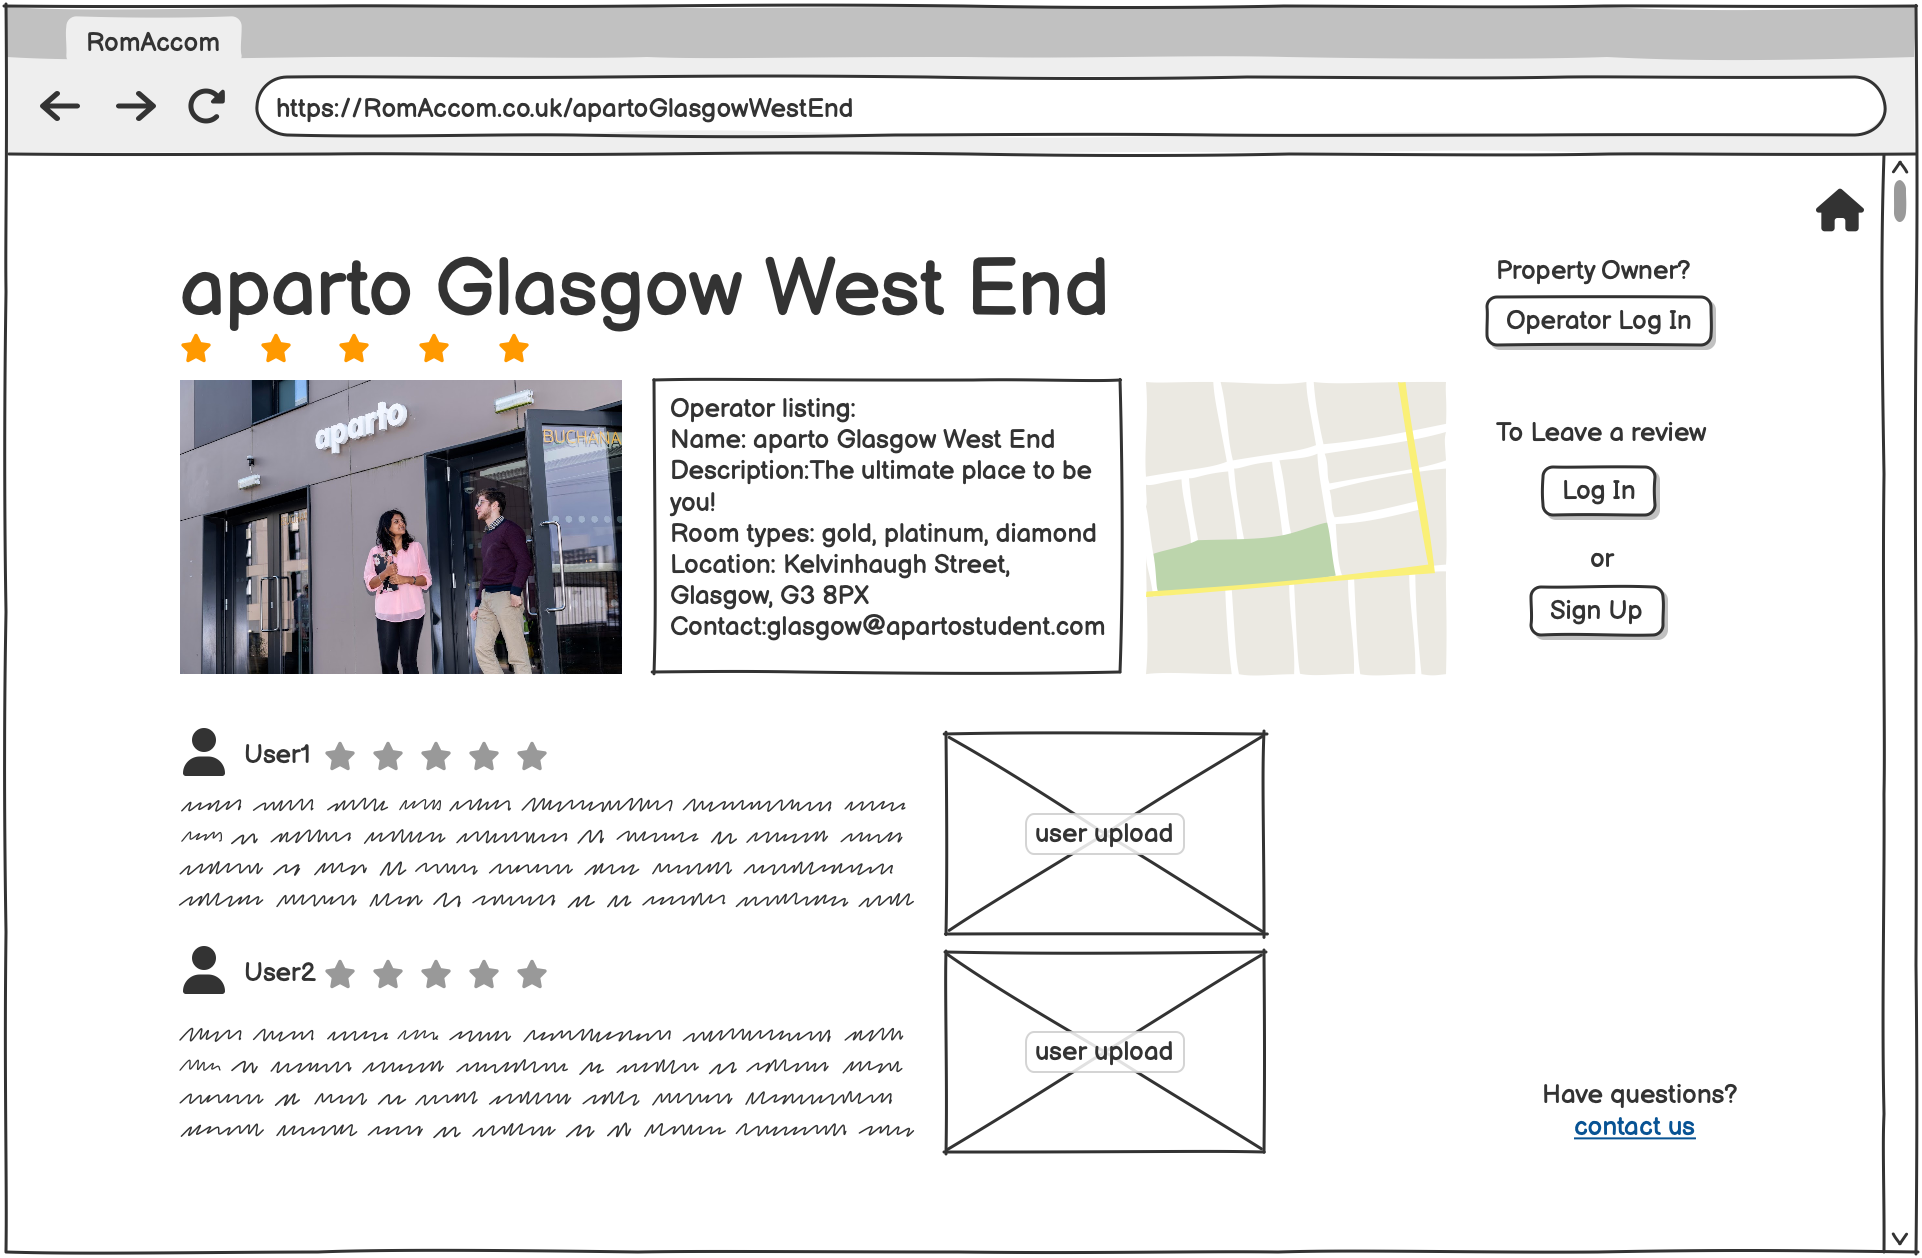 RomAccom
https://RomAccom.co.uk/apartoGlasgowWestEnd
aparto Glasgow West End
Property Owner?
Operator Log In
aparto
BUCHANA
Operator listing:
Name: aparto Glasgow West End
Description:The ultimate place to be
you!
Room types: gold, platinum, diamond
Location: Kelvinhaugh Street,
Glasgow, G3 8PX
Contact:glasgow@apartostudent.com
To Leave a review
Log In
or
Sign Up
User1
user upload
User2
user upload
Have questions?
contact us